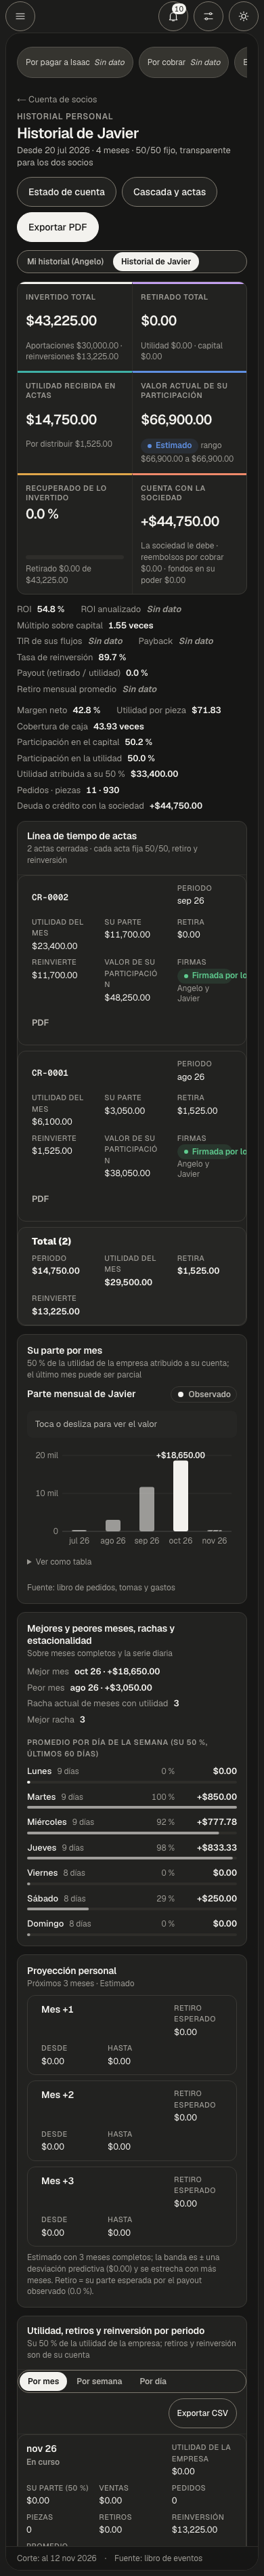 10
Por pagar a Isaac Sin dato
Por cobrar Sin dato
← Cuenta de socios
HISTORIAL PERSONAL
Historial de Javier
Desde 20 jul 2026 · 4 meses · 50/50 fijo, transparente
para los dos socios
Estado de cuenta
Cascada y actas
Exportar PDF
Mi historial (Angelo)
Historial de Javier
INVERTIDO TOTAL
$43,225.00
Aportaciones $30,000.00 ·
reinversiones $13,225.00
RETIRADO TOTAL
$0.00
Utilidad $0.00 · capital
$0.00
UTILIDAD RECIBIDA EN
ACTAS
$14,750.00
Por distribuir $1,525.00
VALOR ACTUAL DE SU
PARTICIPACIÓN
$66,900.00
Estimado rango
$66,900.00 a $66,900.00
RECUPERADO DE LO
INVERTIDO
0.0 %
Retirado $0.00 de
$43,225.00
CUENTA CON LA
SOCIEDAD
+$44,750.00
La sociedad le debe ·
reembolsos por cobrar
$0.00 · fondos en su
poder $0.00
ROI 54.8 % ROI anualizado Sin dato
Múltiplo sobre capital 1.55 veces
TIR de sus flujos Sin dato Payback Sin dato
Tasa de reinversión 89.7 %
Payout (retirado / utilidad) 0.0 %
Retiro mensual promedio Sin dato
Margen neto 42.8 % Utilidad por pieza $71.83
Cobertura de caja 43.93 veces
Participación en el capital 50.2 %
Participación en la utilidad 50.0 %
Utilidad atribuida a su 50 % $33,400.00
Pedidos · piezas 11 · 930
Deuda o crédito con la sociedad +$44,750.00
Línea de tiempo de actas
2 actas cerradas · cada acta fija 50/50, retiro y
reinversión
CR-0002
PERIODO
sep 26
UTILIDAD DEL
MES
$23,400.00
SU PARTE
$11,700.00
RETIRA
$0.00
REINVIERTE
$11,700.00
VALOR DE SU
PARTICIPACIÓ
N
$48,250.00
FIRMAS
Firmada por lo
Angelo y
Javier
PDF
CR-0001
PERIODO
ago 26
UTILIDAD DEL
MES
$6,100.00
SU PARTE
$3,050.00
RETIRA
$1,525.00
REINVIERTE
$1,525.00
VALOR DE SU
PARTICIPACIÓ
N
$38,050.00
FIRMAS
Firmada por lo
Angelo y
Javier
PDF
Total (2)
PERIODO
$14,750.00
UTILIDAD DEL
MES
$29,500.00
RETIRA
$1,525.00
REINVIERTE
$13,225.00
Su parte por mes
50 % de la utilidad de la empresa atribuido a su cuenta;
el último mes puede ser parcial
Parte mensual de Javier
Observado
Toca o desliza para ver el valor
20 mil
+$18,650.00
10 mil
0
jul 26 ago 26 sep 26 oct 26 nov 26
Ver como tabla
Fuente: libro de pedidos, tomas y gastos
Mejores y peores meses, rachas y
estacionalidad
Sobre meses completos y la serie diaria
Mejor mes oct 26 · +$18,650.00
Peor mes ago 26 · +$3,050.00
Racha actual de meses con utilidad 3
Mejor racha 3
PROMEDIO POR DÍA DE LA SEMANA (SU 50 %,
ÚLTIMOS 60 DÍAS)
Lunes 9 días 0 % $0.00
Martes 9 días 100 % +$850.00
Miércoles 9 días 92 % +$777.78
Jueves 9 días 98 % +$833.33
Viernes 8 días 0 % $0.00
Sábado 8 días 29 % +$250.00
Domingo 8 días 0 % $0.00
Proyección personal
Próximos 3 meses · Estimado
Mes +1
RETIRO
ESPERADO
$0.00
DESDE
$0.00
HASTA
$0.00
Mes +2
RETIRO
ESPERADO
$0.00
DESDE
$0.00
HASTA
$0.00
Mes +3
RETIRO
ESPERADO
$0.00
DESDE
$0.00
HASTA
$0.00
Estimado con 3 meses completos; la banda es ± una
desviación predictiva ($0.00) y se estrecha con más
meses. Retiro = su parte esperada por el payout
observado (0.0 %).
Utilidad, retiros y reinversión por periodo
Su 50 % de la utilidad de la empresa; retiros y reinversión
son de su cuenta
Por mes
Por semana
Por día
Exportar CSV
nov 26
En curso
UTILIDAD DE LA
EMPRESA
$0.00
SU PARTE (50 %)
$0.00
VENTAS
$0.00
PEDIDOS
0
PIEZAS
0
RETIROS
$0.00
REINVERSIÓN
$13,225.00
Corte: al 12 nov 2026 · Fuente: libro de eventos